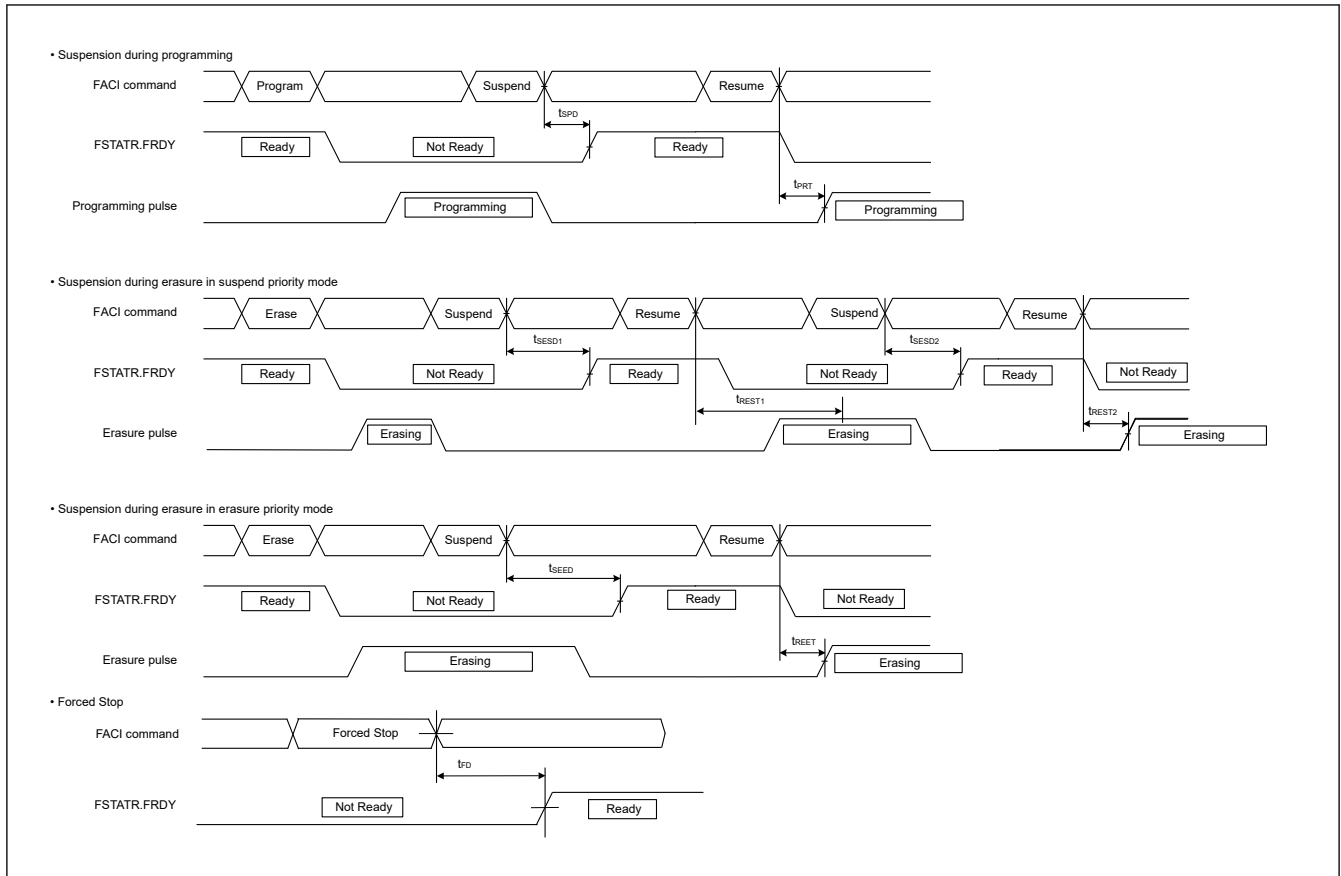 • Suspension during programming
FACI command Program Suspend Resume
tSPD
FSTATR.FRDY Ready Not Ready Ready
tPRT
Programming pulse Programming Programming
• Suspension during erasure in suspend priority mode
FACI command Erase Suspend Resume Suspend Resume
tSESD1 tSESD2
FSTATR.FRDY Ready Not Ready Ready Not Ready Ready Not Ready
tREST1 tREST2
Erasure pulse Erasing Erasing Erasing
• Suspension during erasure in erasure priority mode
FACI command Erase Suspend Resume
tSEED
FSTATR.FRDY Ready Not Ready Ready Not Ready
tREET
Erasure pulse Erasing Erasing
• Forced Stop
FACI command Forced Stop
tFD
FSTATR.FRDY Not Ready Ready